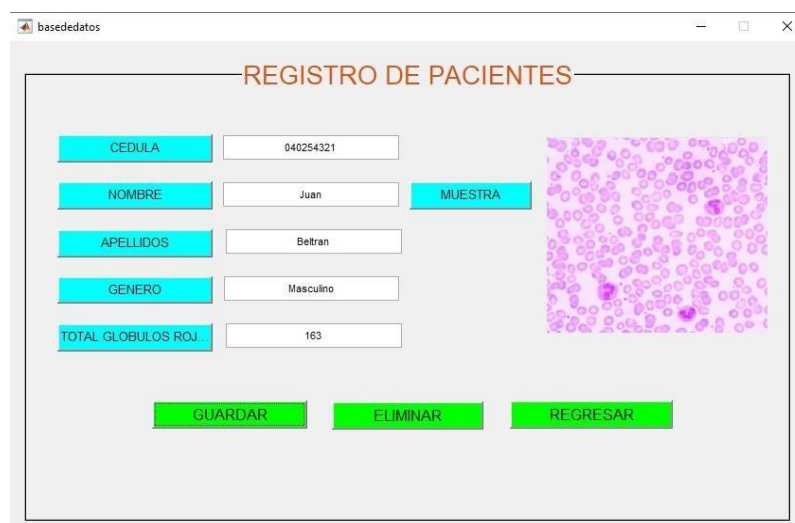 basededatos
REGISTRO DE PACIENTES
CEDULA 040254321
NOMBRE Juan MUESTRA
APELLIDOS Beltran
GENERO Masculino
TOTAL GLOBULOS ROJ... 163
GUARDAR ELIMINAR REGRESAR